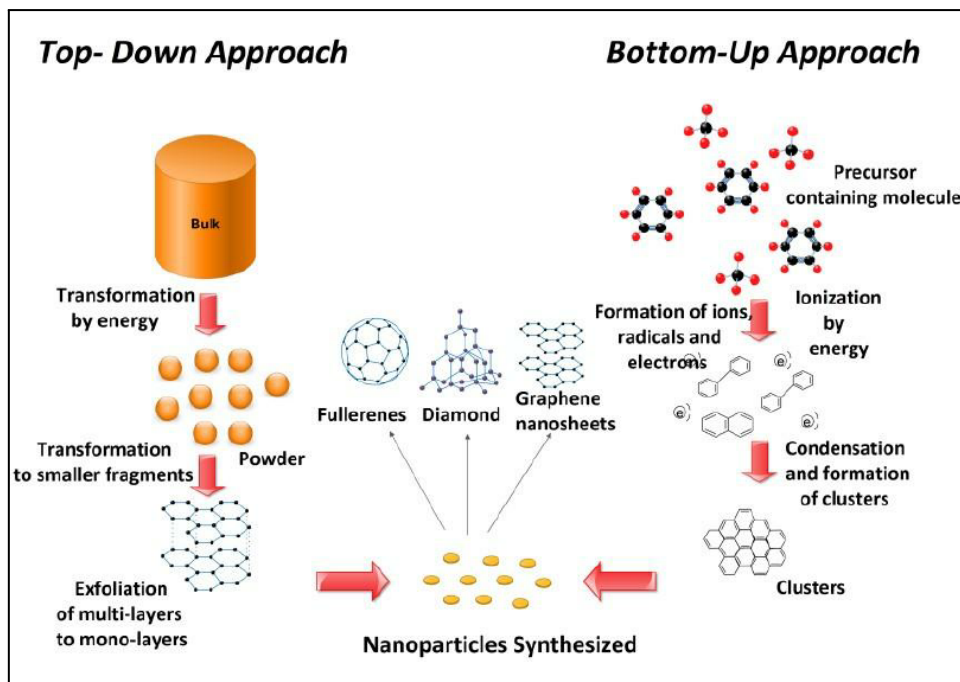 Top- Down Approach
Bottom-Up Approach
Bulk
Transformation
by energy
Powder
Transformation
to smaller fragments
Exfoliation
of multi-layers
to mono-layers
Fullerenes
Diamond
Graphene
nanosheets
Precursor
containing molecule
Formation of ions,
radicals and
electrons
Ionization
by
energy
e
e
e
e
Condensation
and formation
of clusters
Clusters
Nanoparticles Synthesized